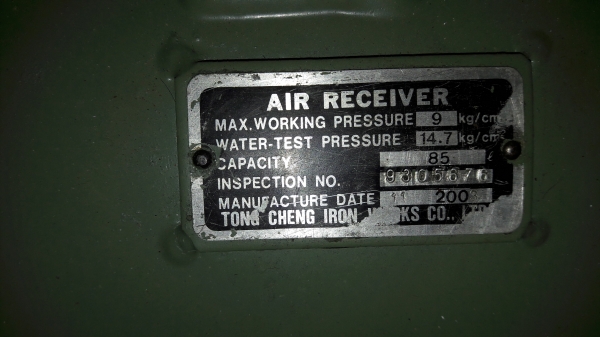 AIR RECEIVER
MAX. WORKING PRESSURE 9 kg/cm
WATER-TEST PRESSURE 14.7 kg/cm
CAPACITY 85
INSPECTION NO.
MANUFACTURE DATE 200
TONG CHENG IRON CO.,